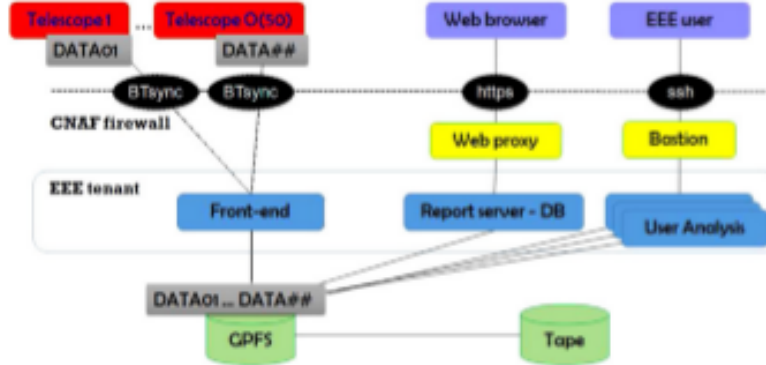 Telescope 1 ... Telescope O(50) Web browser EEE user
DATA01 DATA##
BTsync BTsync https ssh
CNAF firewall
Web proxy Bastion
EEE tenant
Front-end Report server - DB User Analysis
DATA01 ... DATA##
GPFS Tape